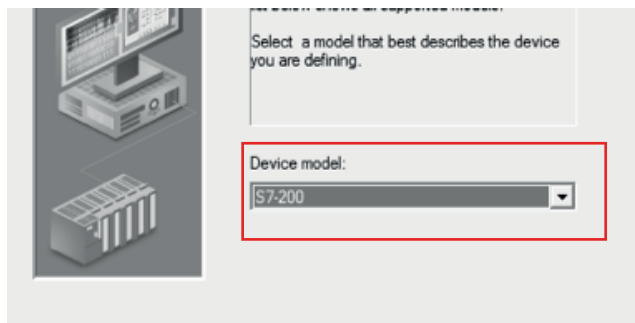 Select a model that best describes the device
you are defining.
Device model:
S7-200